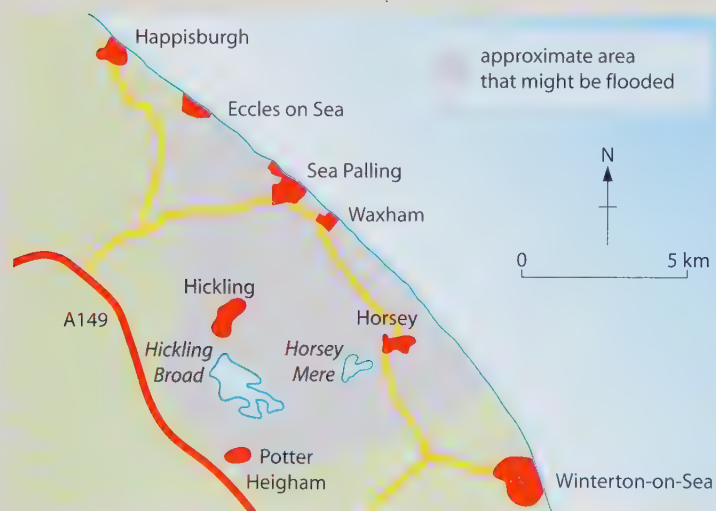 Happisburgh
approximate area
that might be flooded
Eccles on Sea
N
Sea Palling
Waxham
0
5 km
Hickling
A149
Horsey
Hickling
Broad
Horsey
Mere
Potter
Heigham
Winterton-on-Sea